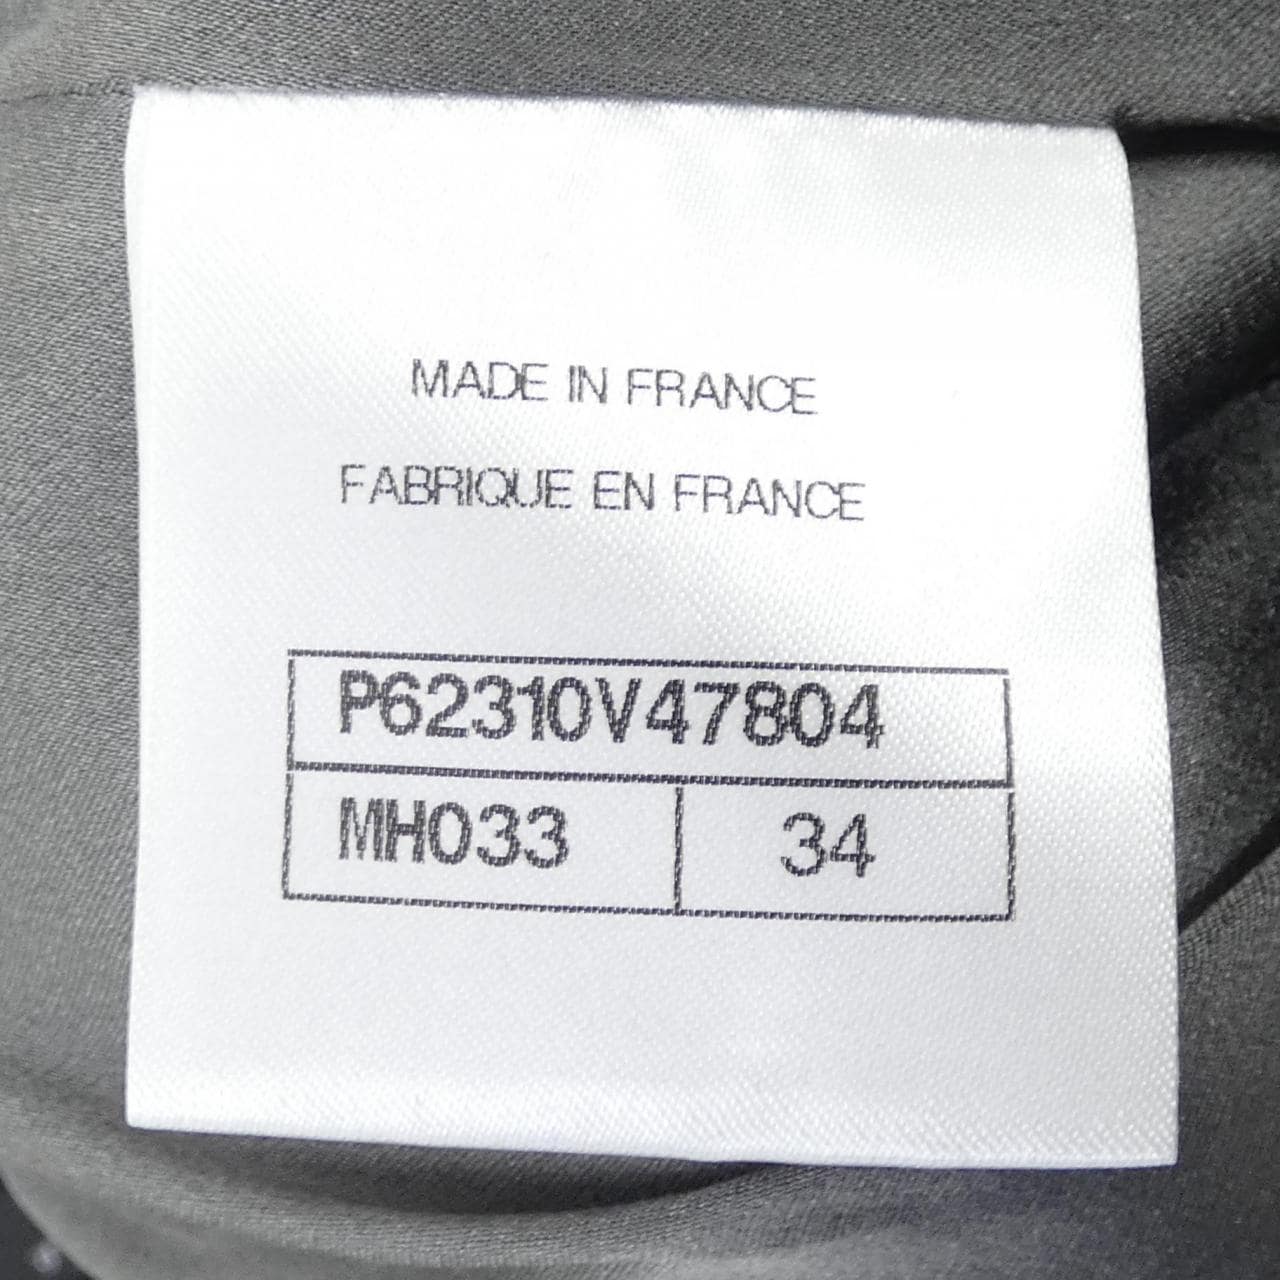 MADE IN FRANCE
FABRIQUE EN FRANCE
P62310V47804
MH033 34